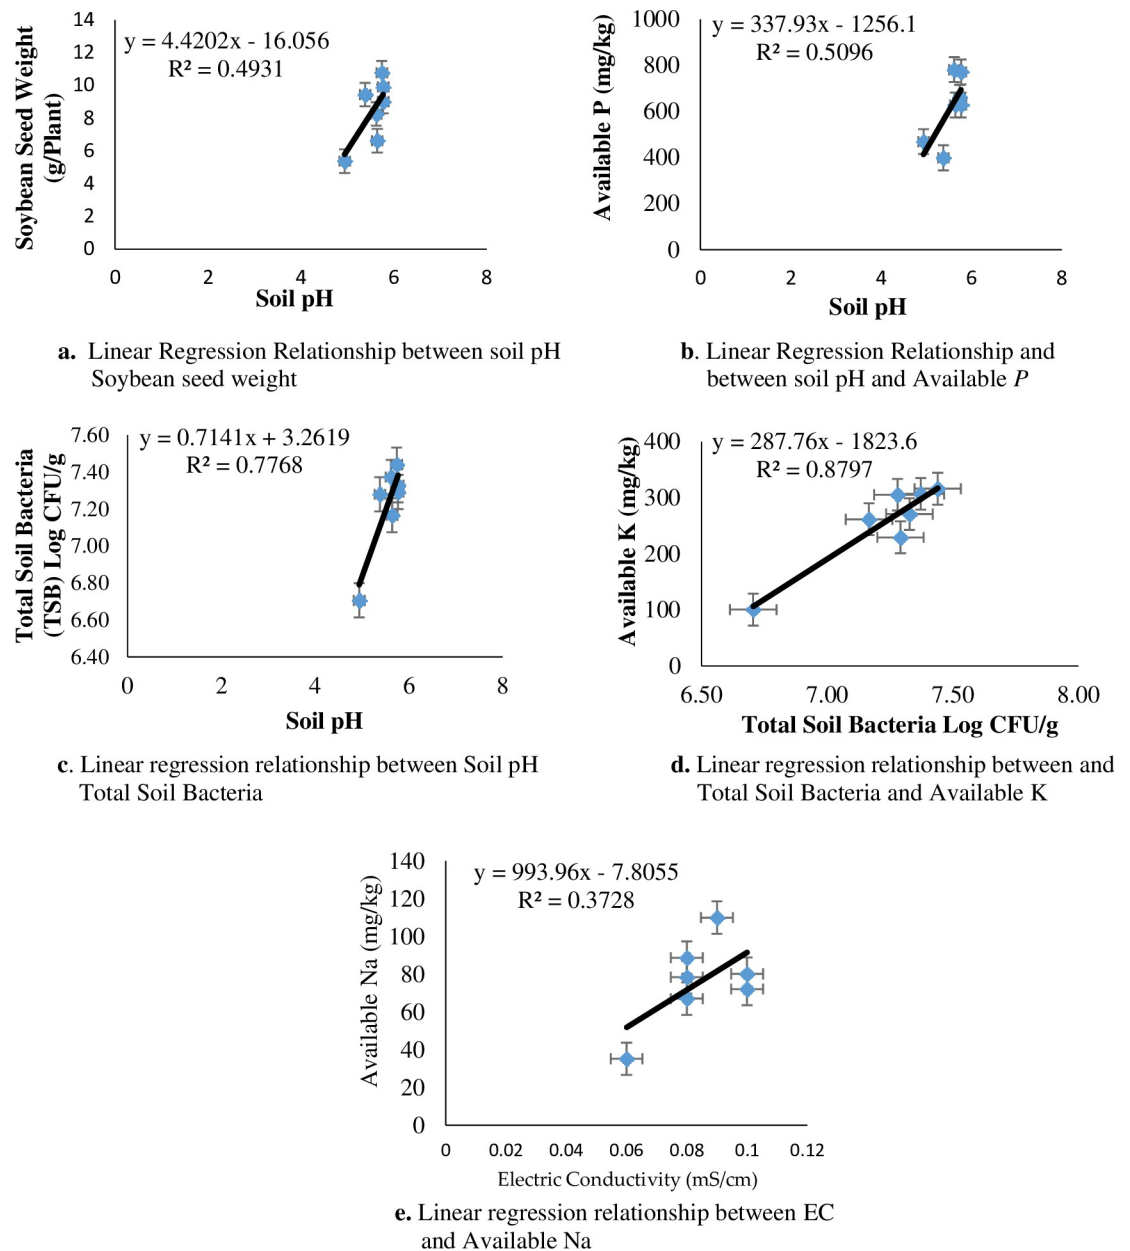 Soybean Seed Weight
(g/Plant)
14
12
10
8
6
4
2
0
y = 4.4202x - 16.056
R² = 0.4931
0 2 4 6 8
Soil pH
a. Linear Regression Relationship between soil pH
Soybean seed weight
Available P (mg/kg)
1000
800
600
400
200
0
y = 337.93x - 1256.1
R² = 0.5096
0 2 4 6 8
Soil pH
b. Linear Regression Relationship and
between soil pH and Available P
Total Soil Bacteria
(TSB) Log CFU/g
7.60
7.40
7.20
7.00
6.80
6.60
6.40
y = 0.7141x + 3.2619
R² = 0.7768
0 2 4 6 8
Soil pH
c. Linear regression relationship between Soil pH
Total Soil Bacteria
Available K (mg/kg)
400
300
200
100
0
y = 287.76x - 1823.6
R² = 0.8797
6.50 7.00 7.50 8.00
Total Soil Bacteria Log CFU/g
d. Linear regression relationship between and
Total Soil Bacteria and Available K
Available Na (mg/kg)
140
120
100
80
60
40
20
0
y = 993.96x - 7.8055
R² = 0.3728
0 0.02 0.04 0.06 0.08 0.1 0.12
Electric Conductivity (mS/cm)
e. Linear regression relationship between EC
and Available Na